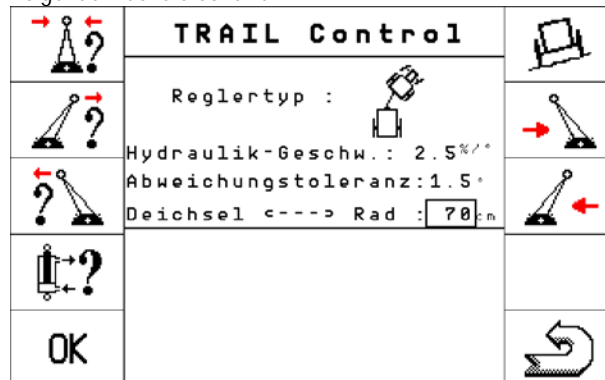 TRAIL Control
Reglertyp :
Hydraulik-Geschw.: 2.5%/°
Abweichungstoleranz:1.5°
Deichsel <---> Rad : 70cm
?
?
?
?
OK